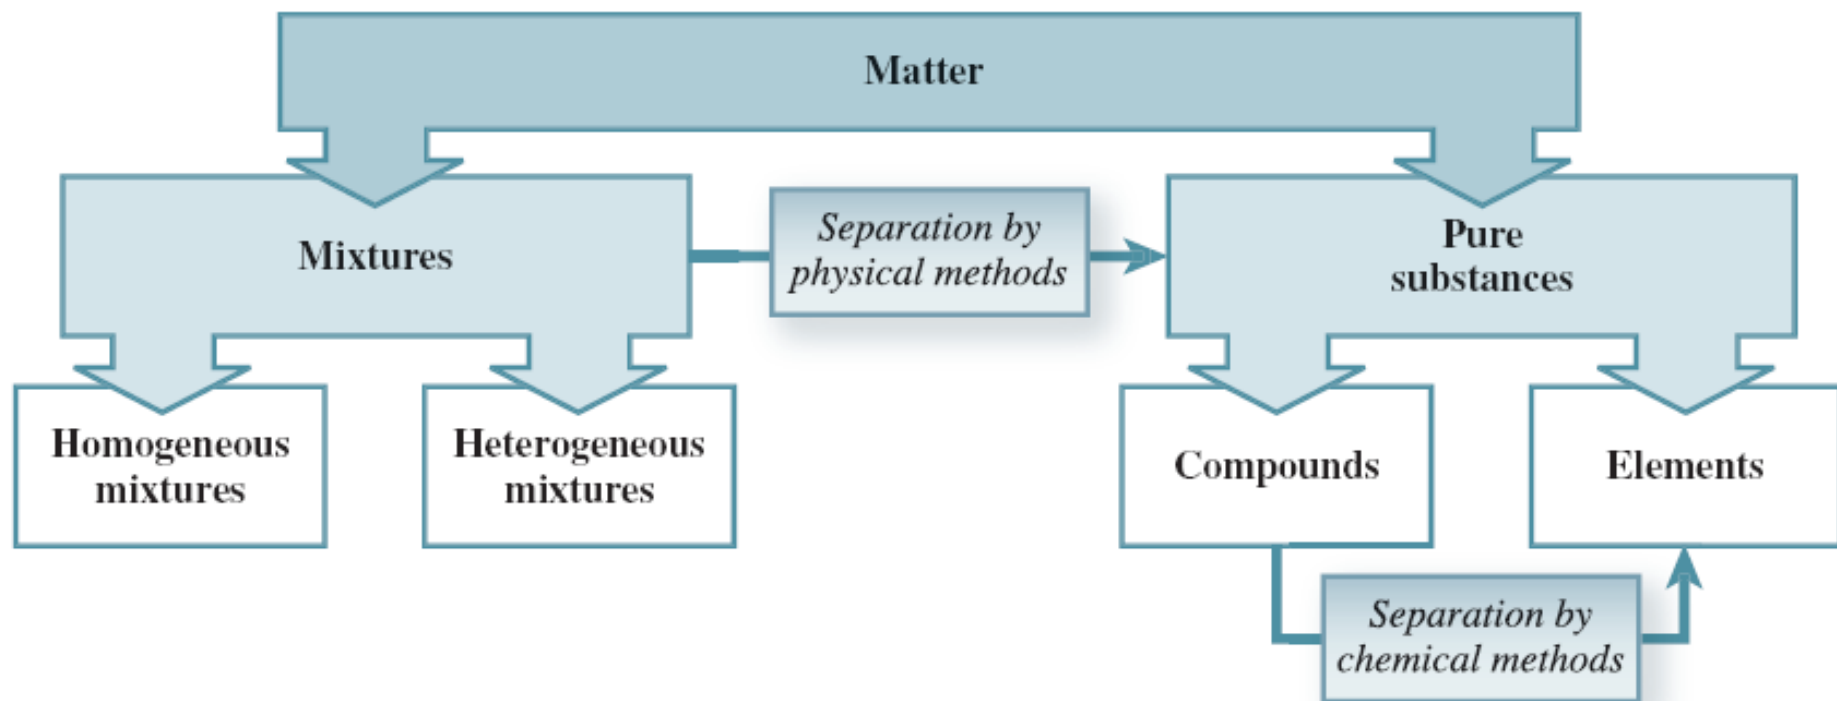 Matter
Mixtures
Separation by
physical methods
Pure
substances
Homogeneous
mixtures
Heterogeneous
mixtures
Compounds
Elements
Separation by
chemical methods